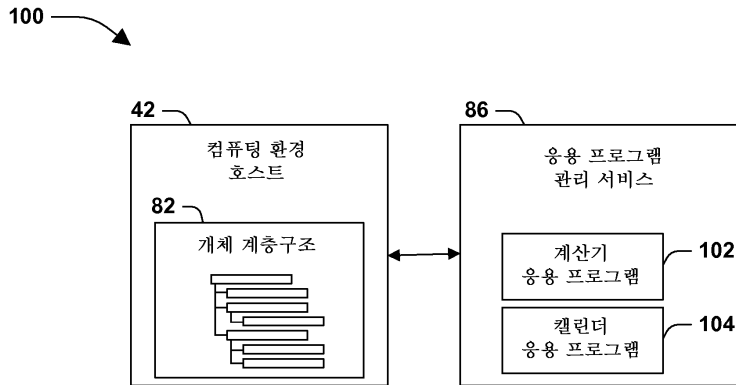 100
42
컴퓨팅 환경
호스트
82
개체 계층구조
86
응용 프로그램
관리 서비스
계산기
응용 프로그램
102
캘린더
응용 프로그램
104